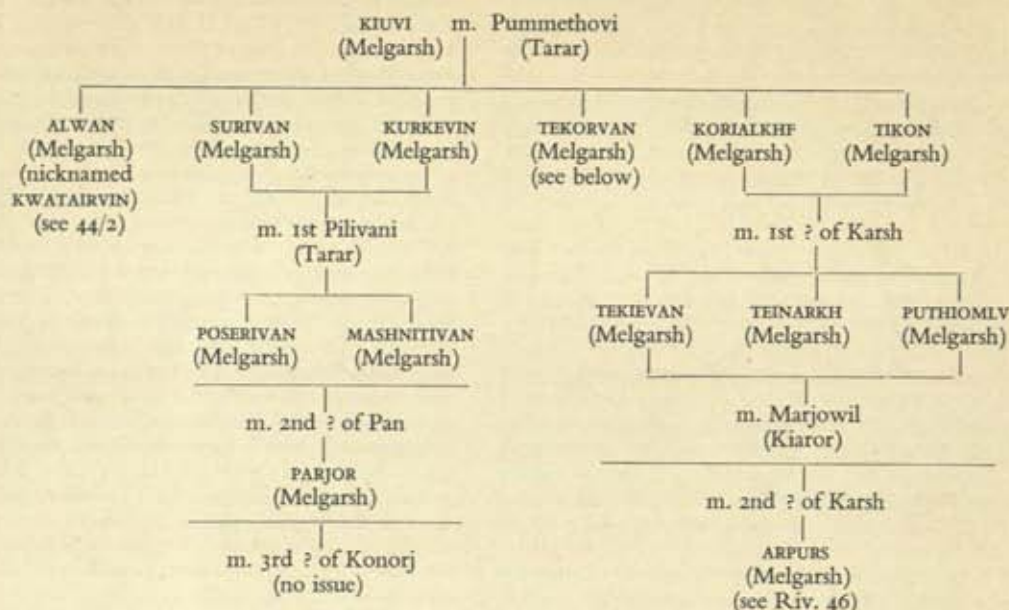 KIUVI m. Pummethovi
(Melgarsh) (Tarar)
ALWAN SURIVAN KURKEVIN TEKORVAN KORIALKHF TIKON
(Melgarsh) (Melgarsh) (Melgarsh) (Melgarsh) (Melgarsh) (Melgarsh)
(nicknamed (see below)
KWATAIRVIN)
(see 44/2)
m. 1st Pilivani m. 1st ? of Karsh
(Tarar)
TEKIEVAN TEINARKH PUTHIOMLV
POSERIVAN MASHNITIVAN (Melgarsh) (Melgarsh) (Melgarsh)
(Melgarsh) (Melgarsh)
m. 2nd ? of Pan m. Marjowil
(Kiaror)
PARJOR
(Melgarsh) m. 2nd ? of Karsh
m. 3rd ? of Konorj ARPURS
(no issue) (Melgarsh)
(see Riv. 46)